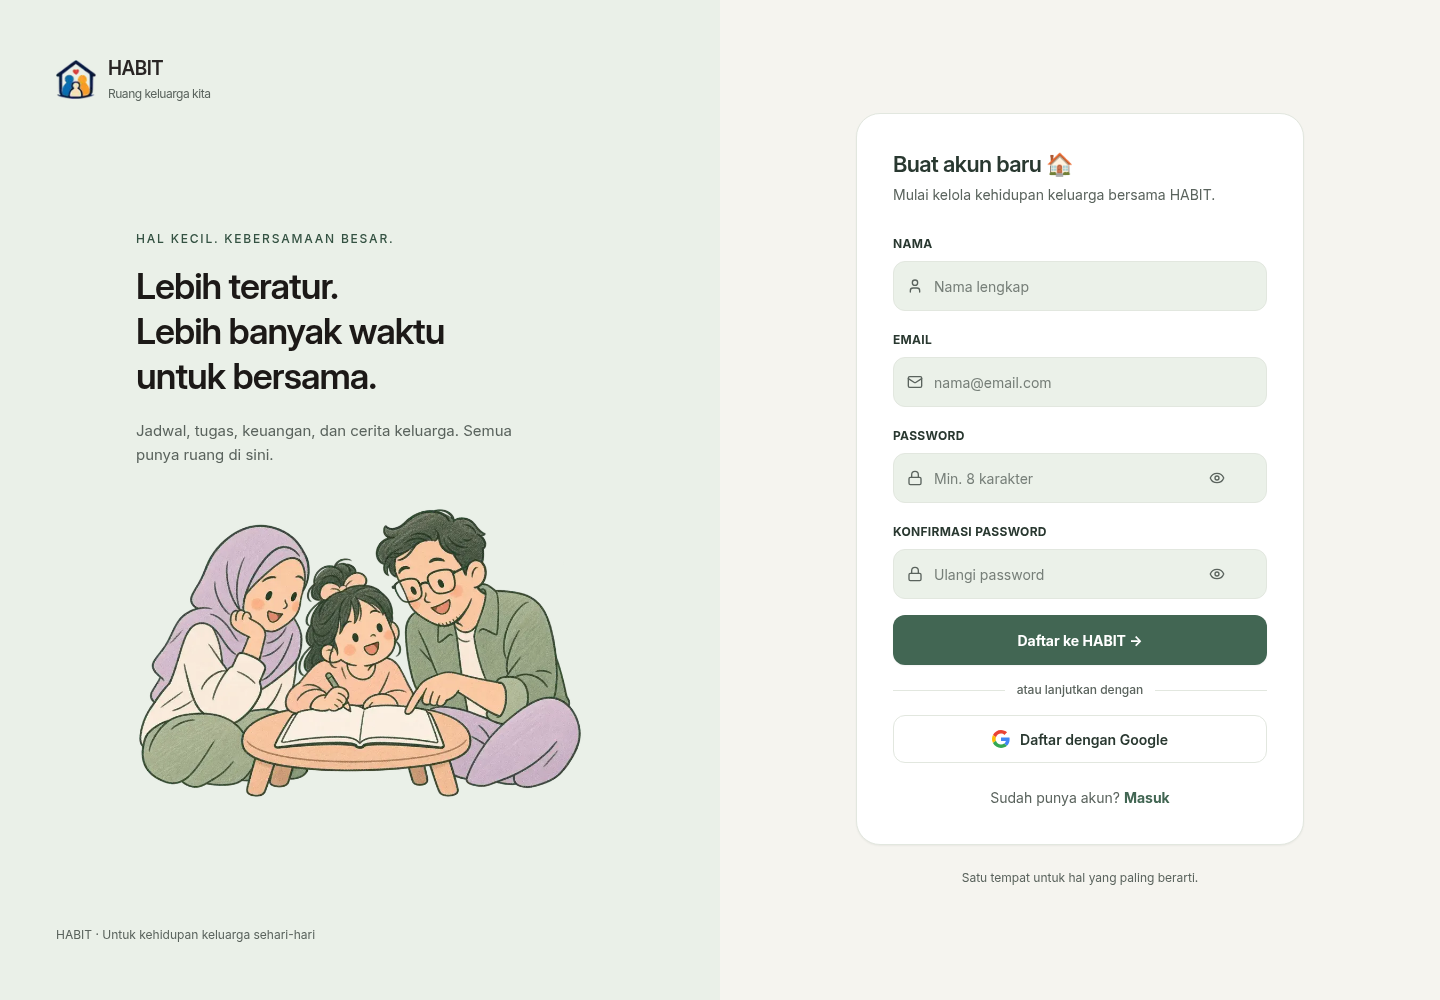 HABIT
Ruang keluarga kita
HAL KECIL. KEBERSAMAAN BESAR.
Lebih teratur.
Lebih banyak waktu
untuk bersama.
Jadwal, tugas, keuangan, dan cerita keluarga. Semua
punya ruang di sini.
HABIT · Untuk kehidupan keluarga sehari-hari
Buat akun baru 🏠
Mulai kelola kehidupan keluarga bersama HABIT.
NAMA
Nama lengkap
EMAIL
nama@email.com
PASSWORD
Min. 8 karakter
KONFIRMASI PASSWORD
Ulangi password
Daftar ke HABIT →
atau lanjutkan dengan
Daftar dengan Google
Sudah punya akun? Masuk
Satu tempat untuk hal yang paling berarti.